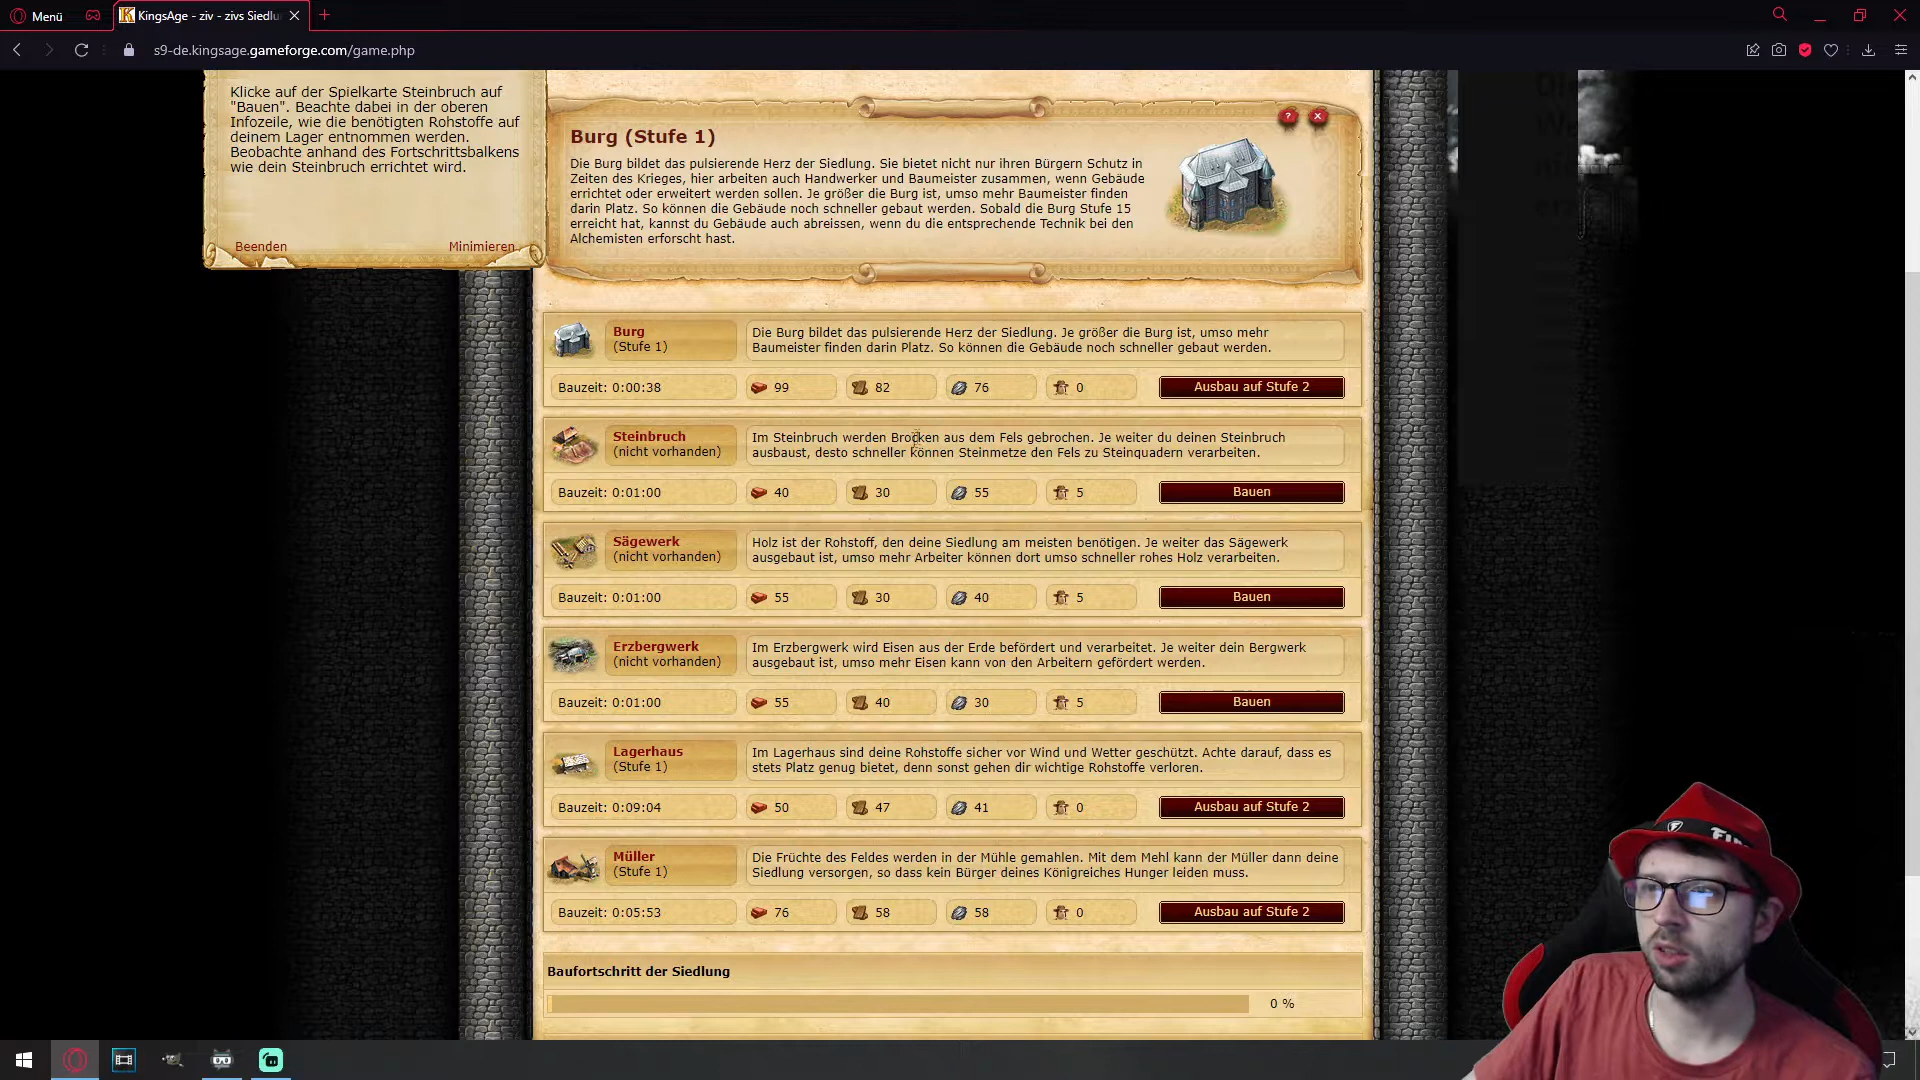 Menü
KingsAge - ziv - zivs Siedlu
s9-de.kingsage.gameforge.com/game.php
Klicke auf der Spielkarte Steinbruch auf
"Bauen". Beachte dabei in der oberen
Infozeile, wie die benötigten Rohstoffe auf
deinem Lager entnommen werden.
Beobachte anhand des Fortschrittsbalkens
wie dein Steinbruch errichtet wird.
Beenden
Minimieren
Burg (Stufe 1)
Die Burg bildet das pulsierende Herz der Siedlung. Sie bietet nicht nur ihren Bürgern Schutz in
Zeiten des Krieges, hier arbeiten auch Handwerker und Baumeister zusammen, wenn Gebäude
errichtet oder erweitert werden sollen. Je größer die Burg ist, umso mehr Baumeister finden
darin Platz. So können die Gebäude noch schneller gebaut werden. Sobald die Burg Stufe 15
erreicht hat, kannst du Gebäude auch abreissen, wenn du die entsprechende Technik bei den
Alchemisten erforscht hast.
Burg
(Stufe 1)
Die Burg bildet das pulsierende Herz der Siedlung. Je größer die Burg ist, umso mehr
Baumeister finden darin Platz. So können die Gebäude noch schneller gebaut werden.
Bauzeit: 0:00:38 99 82 76 0 Ausbau auf Stufe 2
Steinbruch
(nicht vorhanden)
Im Steinbruch werden Brocken aus dem Fels gebrochen. Je weiter du deinen Steinbruch
ausbaust, desto schneller können Steinmetze den Fels zu Steinquadern verarbeiten.
Bauzeit: 0:01:00 40 30 55 5 Bauen
Sägewerk
(nicht vorhanden)
Holz ist der Rohstoff, den deine Siedlung am meisten benötigen. Je weiter das Sägewerk
ausgebaut ist, umso mehr Arbeiter können dort umso schneller rohes Holz verarbeiten.
Bauzeit: 0:01:00 55 30 40 5 Bauen
Erzbergwerk
(nicht vorhanden)
Im Erzbergwerk wird Eisen aus der Erde befördert und verarbeitet. Je weiter dein Bergwerk
ausgebaut ist, umso mehr Eisen kann von den Arbeitern gefördert werden.
Bauzeit: 0:01:00 55 40 30 5 Bauen
Lagerhaus
(Stufe 1)
Im Lagerhaus sind deine Rohstoffe sicher vor Wind und Wetter geschützt. Achte darauf, dass es
stets Platz genug bietet, denn sonst gehen dir wichtige Rohstoffe verloren.
Bauzeit: 0:09:04 50 47 41 0 Ausbau auf Stufe 2
Müller
(Stufe 1)
Die Früchte des Feldes werden in der Mühle gemahlen. Mit dem Mehl kann der Müller dann deine
Siedlung versorgen, so dass kein Bürger deines Königreiches Hunger leiden muss.
Bauzeit: 0:05:53 76 58 58 0 Ausbau auf Stufe 2
Baufortschritt der Siedlung
0 %